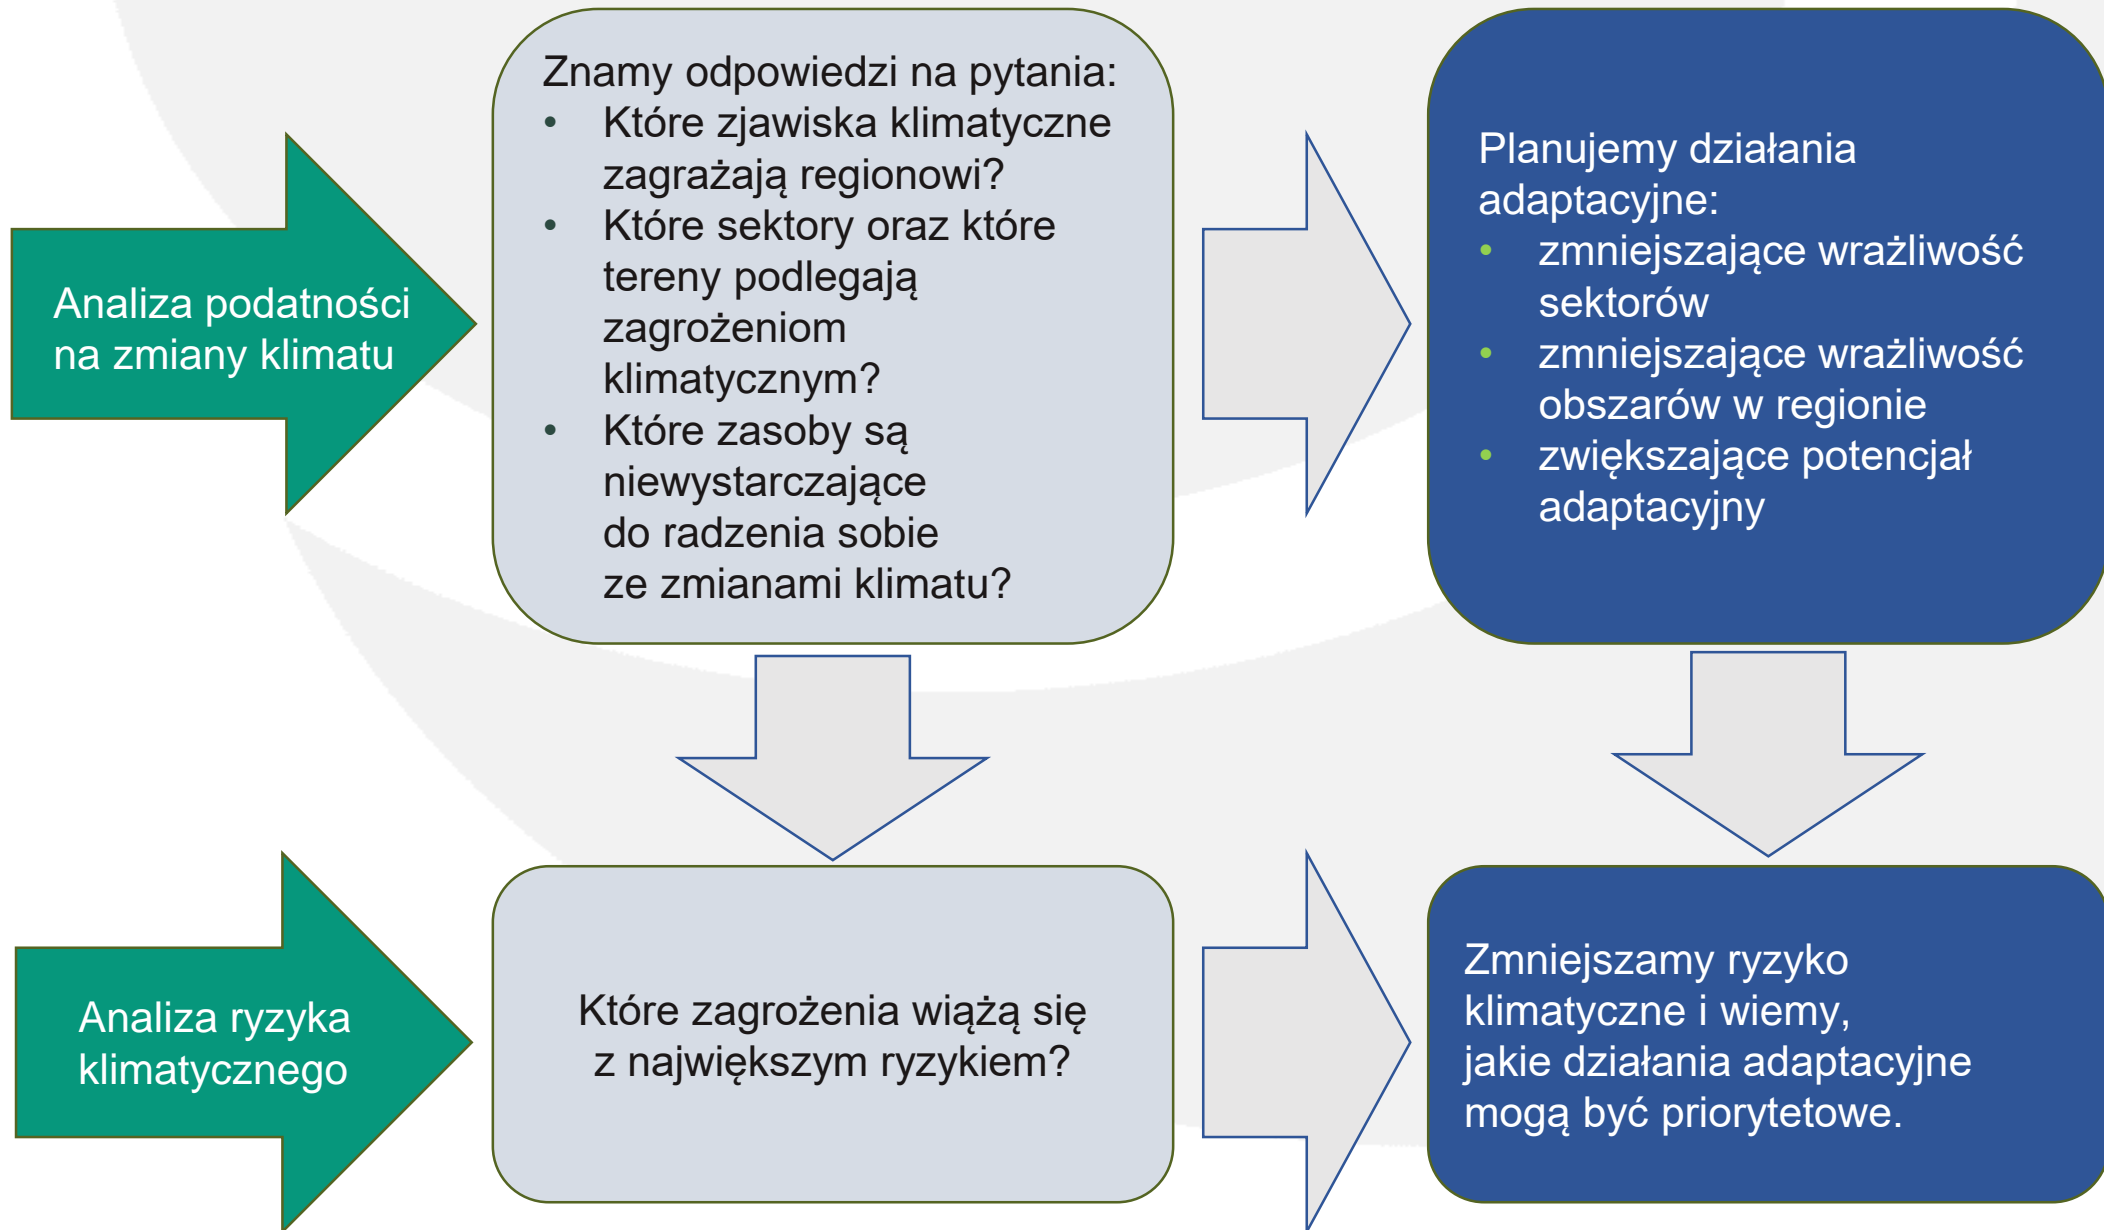 Analiza podatności
na zmiany klimatu
Znamy odpowiedzi na pytania:
• Które zjawiska klimatyczne
zagrażają regionowi?
• Które sektory oraz które
tereny podlegają
zagrożeniom
klimatycznym?
• Które zasoby są
niewystarczające
do radzenia sobie
ze zmianami klimatu?
Planujemy działania
adaptacyjne:
• zmniejszające wrażliwość
sektorów
• zmniejszające wrażliwość
obszarów w regionie
• zwiększające potencjał
adaptacyjny
Analiza ryzyka
klimatycznego
Które zagrożenia wiążą się
z największym ryzykiem?
Zmniejszamy ryzyko
klimatyczne i wiemy,
jakie działania adaptacyjne
mogą być priorytetowe.